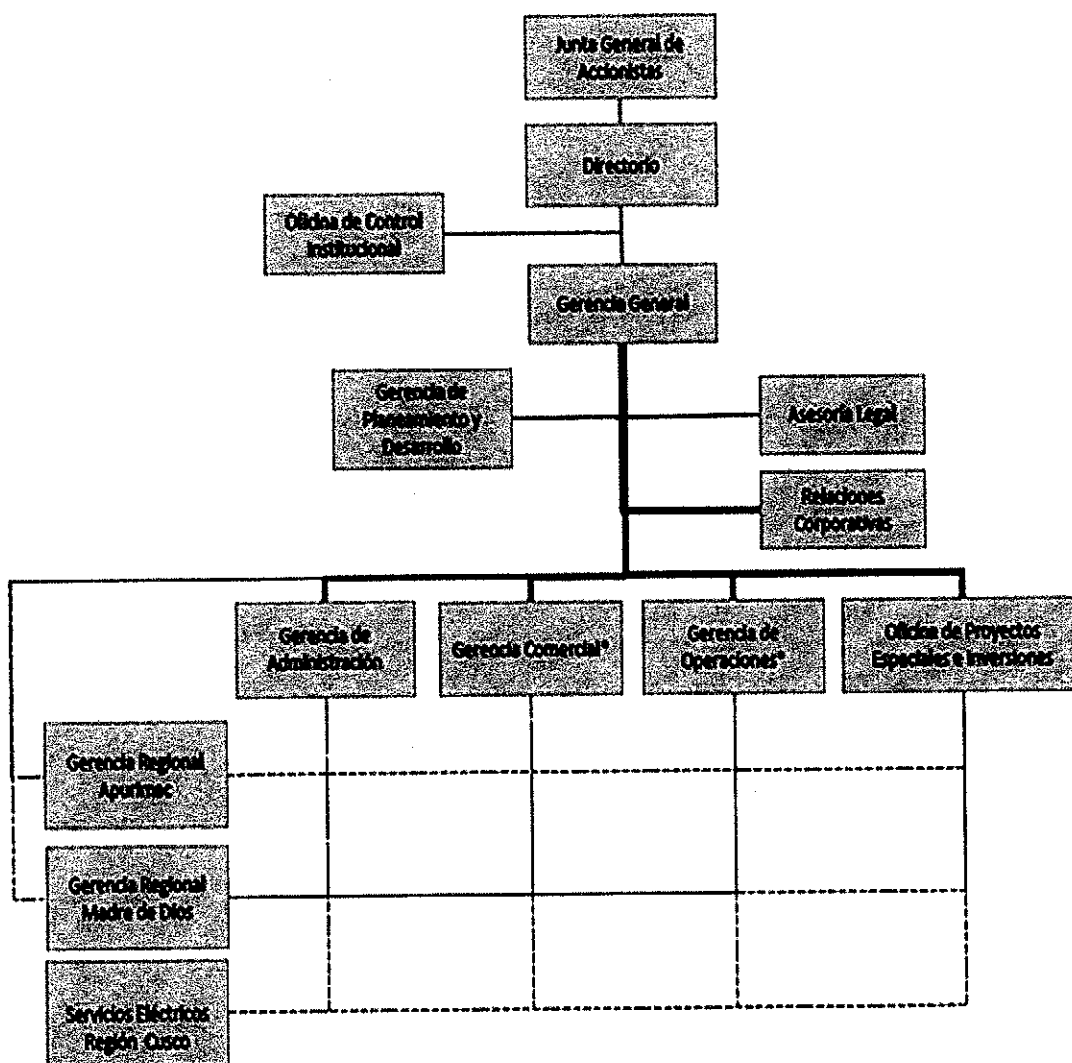 Junta General de
Accionistas
Directorio
Oficina de Control
Institucional
Gerencia General
Gerencia de
Planeamiento y
Desarrollo
Asesoría Legal
Relaciones
Corporativas
Gerencia de
Administración
Gerencia Comercial*
Gerencia de
Operaciones*
Oficina de Proyectos
Especiales e Inversiones
Gerencia Regional
Apurímac
Gerencia Regional
Madre de Dios
Servicios Eléctricos
Región Cusco